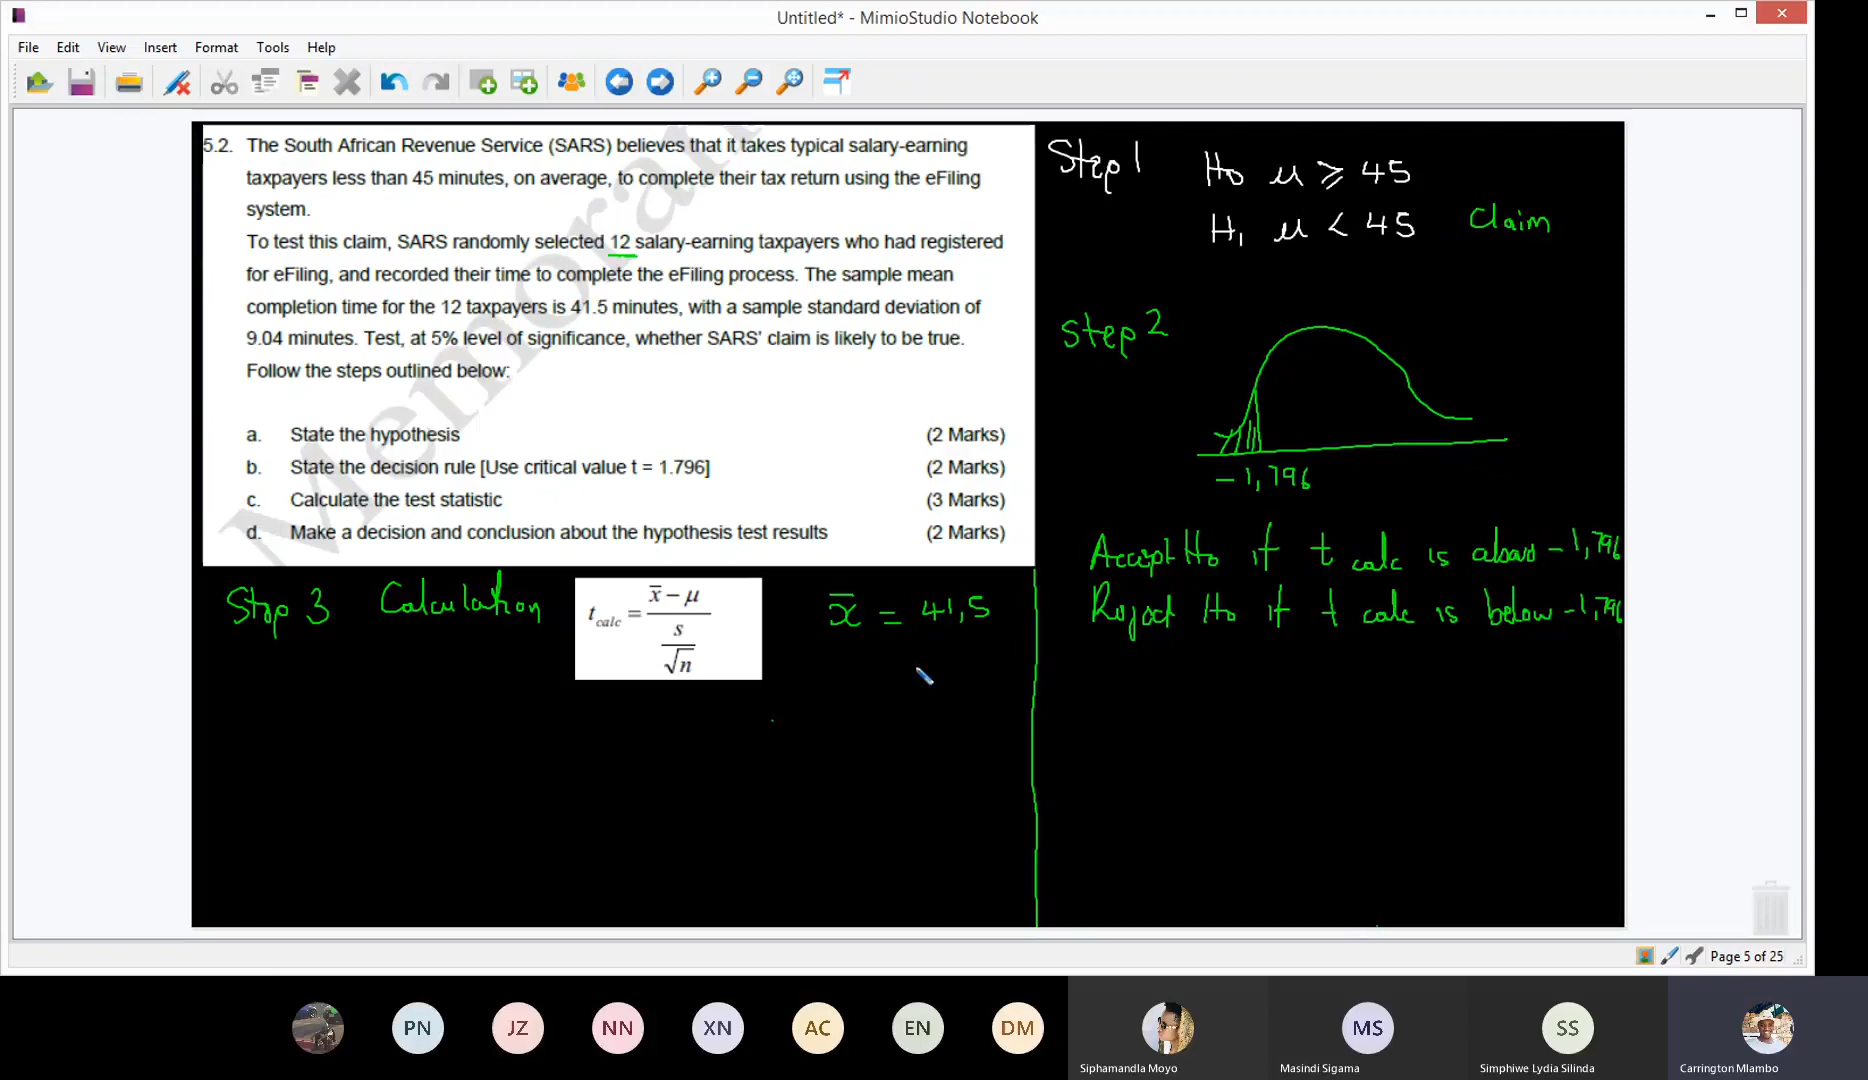 Untitled* - MimioStudio Notebook
File Edit View Insert Format Tools Help
5.2. The South African Revenue Service (SARS) believes that it takes typical salary-earning
taxpayers less than 45 minutes, on average, to complete their tax return using the eFiling
system.
To test this claim, SARS randomly selected 12 salary-earning taxpayers who had registered
for eFiling, and recorded their time to complete the eFiling process. The sample mean
completion time for the 12 taxpayers is 41.5 minutes, with a sample standard deviation of
9.04 minutes. Test, at 5% level of significance, whether SARS' claim is likely to be true.
Follow the steps outlined below:
a. State the hypothesis (2 Marks)
b. State the decision rule [Use critical value t = 1.796] (2 Marks)
c. Calculate the test statistic (3 Marks)
d. Make a decision and conclusion about the hypothesis test results (2 Marks)
Step 1 Ho μ ⩾ 45
H1 μ < 45 Claim
Step 2
-1,796
Accept Ho if t calc is above -1,796
Reject Ho if t calc is below -1,796
Step 3 Calculation
t_calc = (x̄ − μ) / (s / √n)
x̄ = 41,5
Page 5 of 25
PN JZ NN XN AC EN DM MS SS
Siphamandla Moyo Masindi Sigama Simphiwe Lydia Silinda Carrington Mlambo